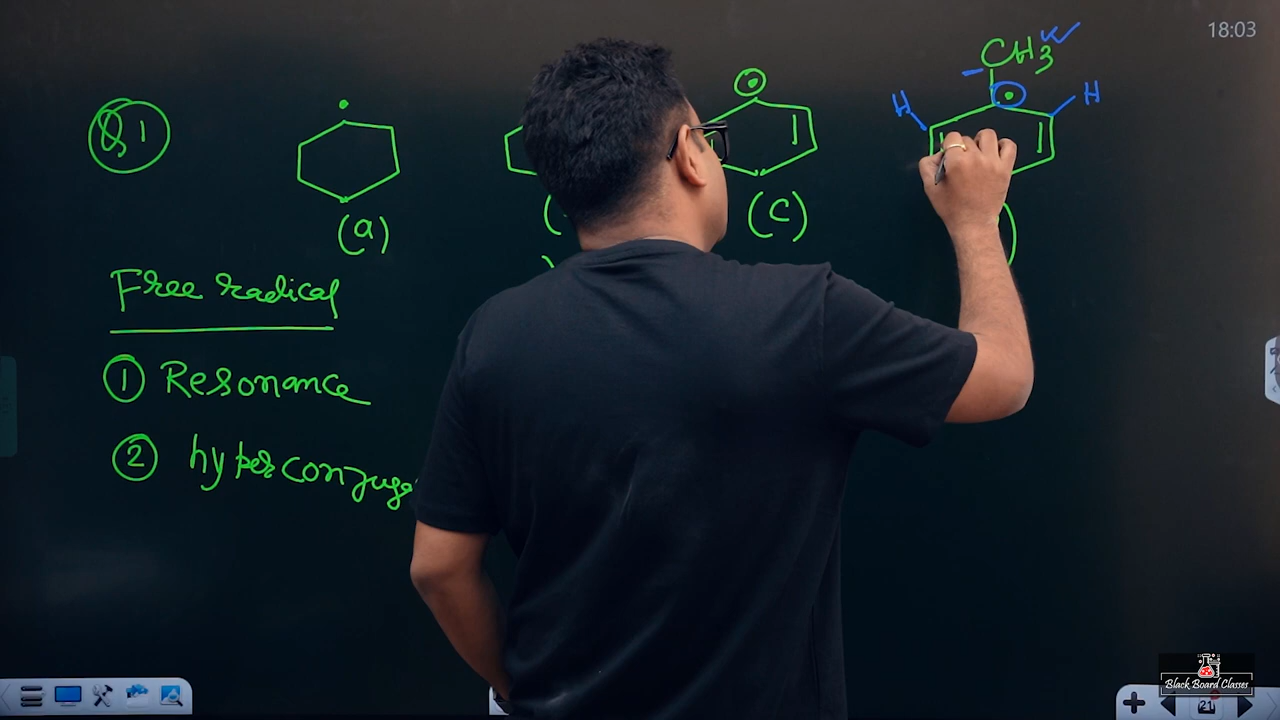 18:03
CH3
H
H
Q1
(a)
(c)
Free radical
① Resonance
② hyperconjuga
21
Black Board Classes